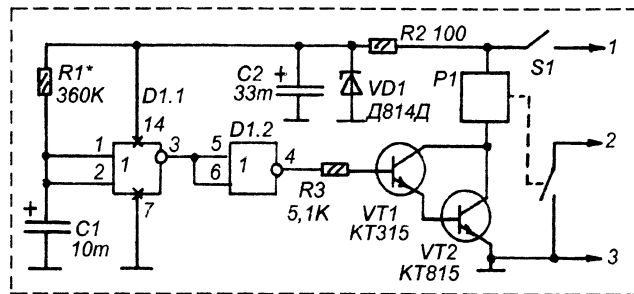 R1*
360K
D1.1
14
1
2
1
3
7
C1
10m
+
C2
33m
+
VD1
Д814Д
R2 100
D1.2
5
6
1
4
R3
5,1K
VT1
KT315
VT2
KT815
P1
S1
1
2
3